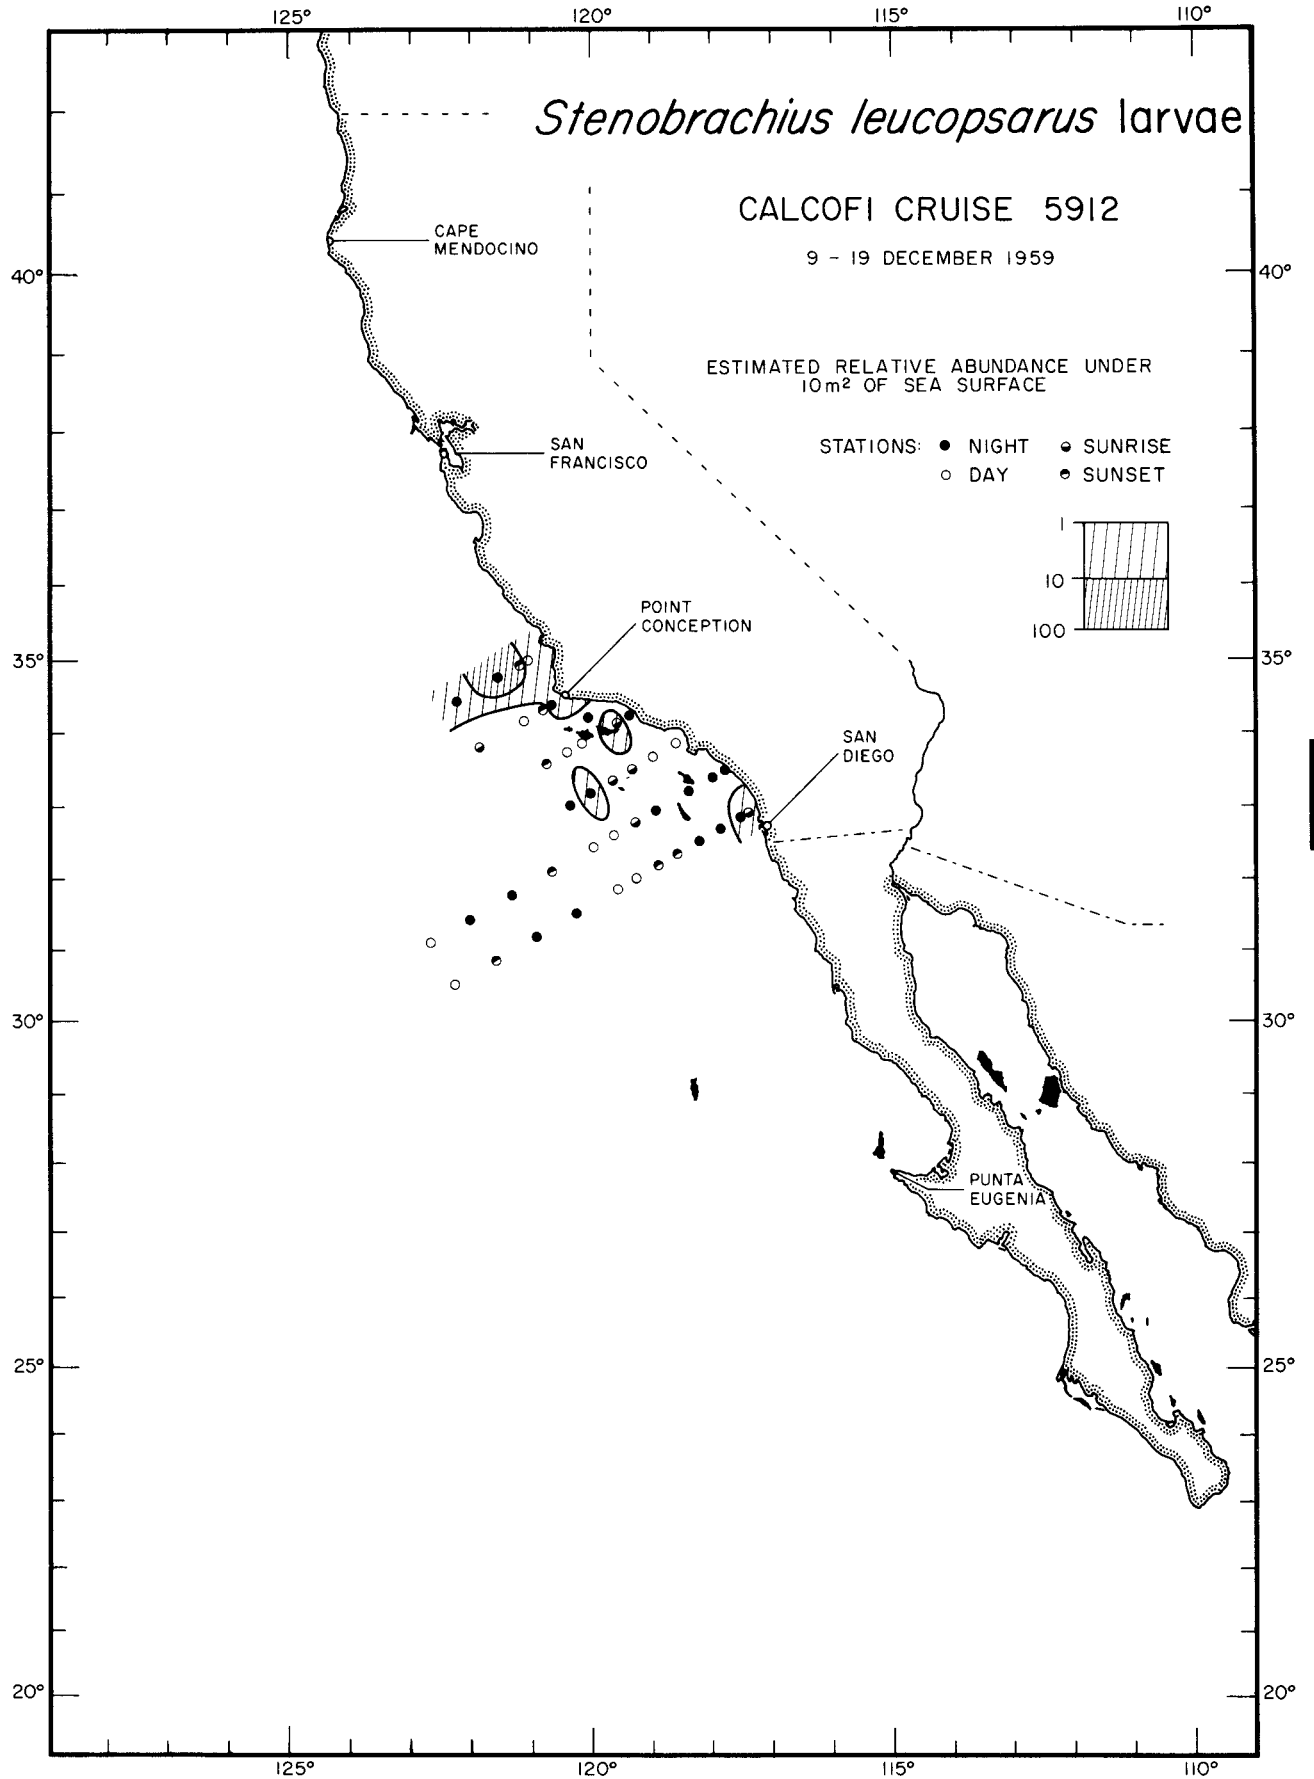 125° 120° 115° 110°
Stenobrachius leucopsarus larvae
CALCOFI CRUISE 5912
9 – 19 DECEMBER 1959
CAPE
MENDOCINO
40° 40°
ESTIMATED RELATIVE ABUNDANCE UNDER
10m² OF SEA SURFACE
STATIONS: NIGHT SUNRISE
DAY SUNSET
SAN
FRANCISCO
1
10
100
POINT
CONCEPTION
35° 35°
SAN
DIEGO
30° 30°
PUNTA
EUGENIA
25° 25°
20° 20°
125° 120° 115° 110°